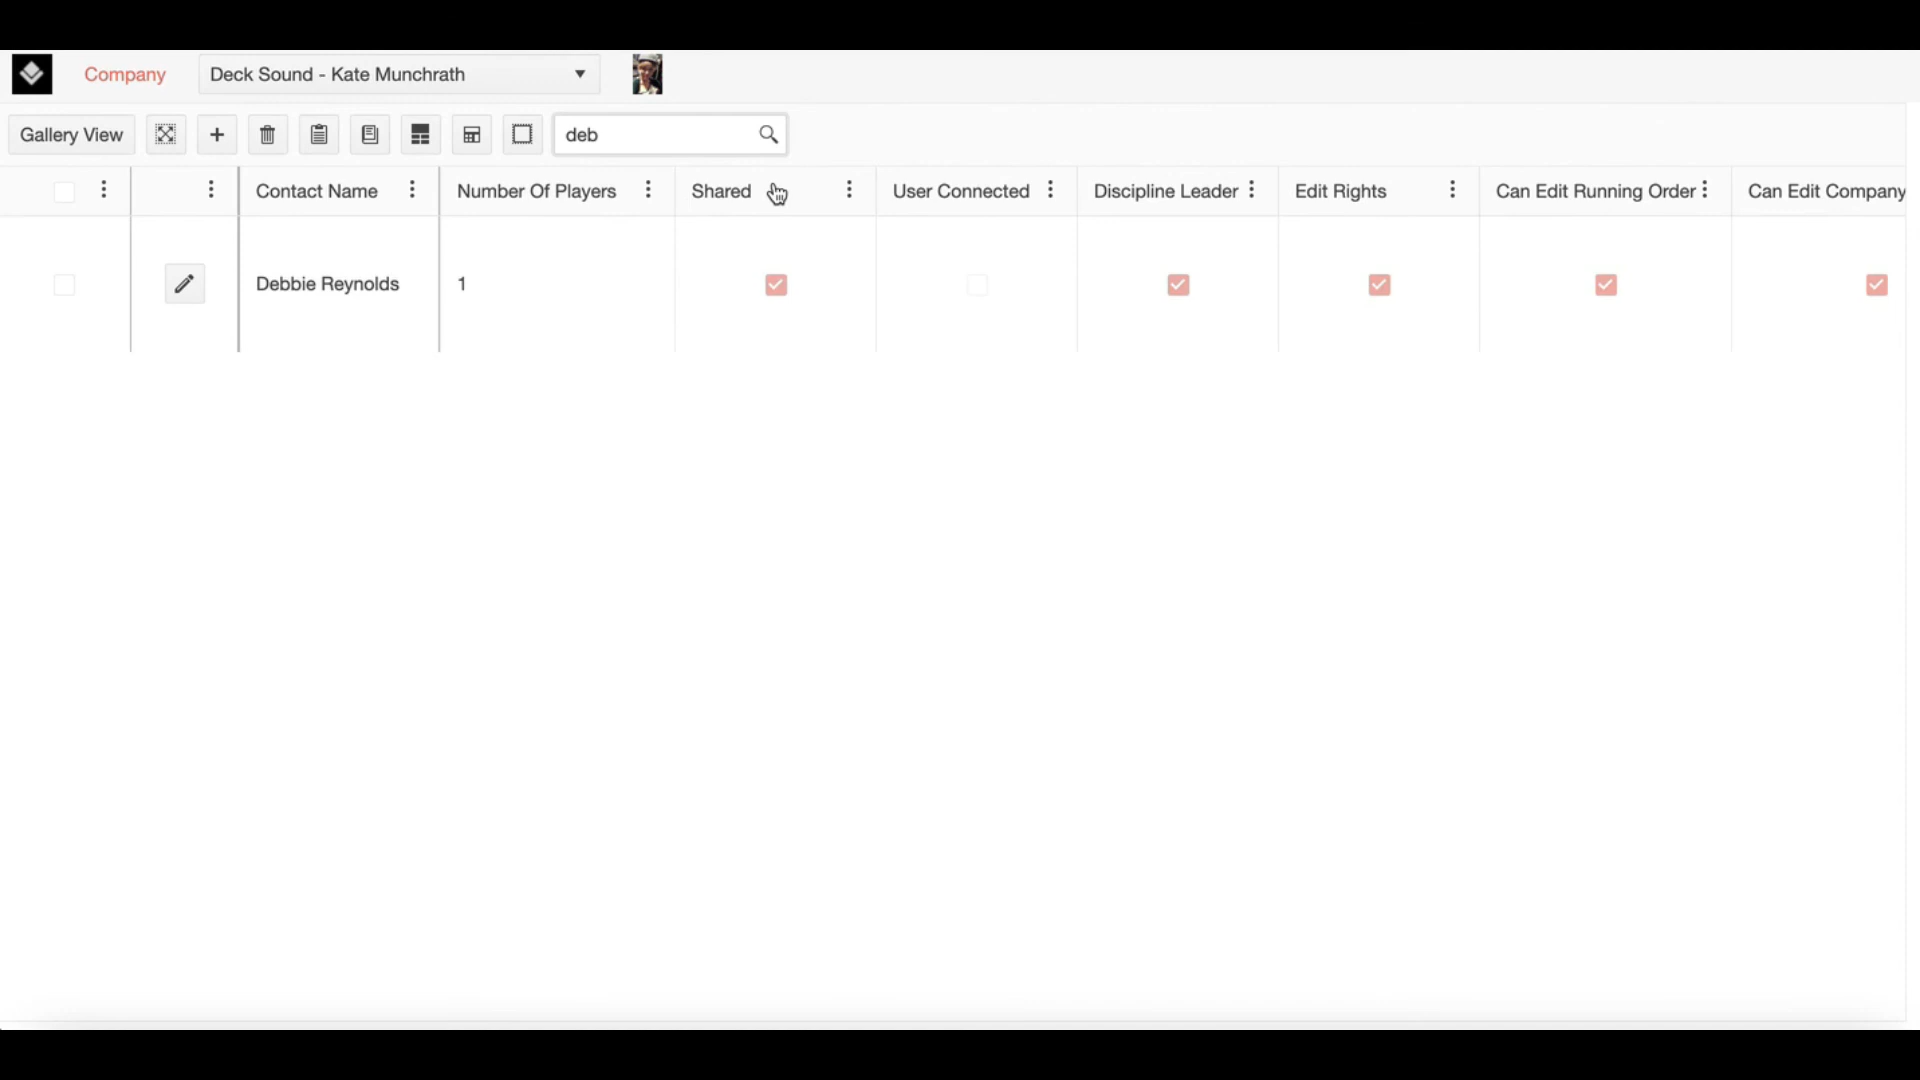 Company
Deck Sound - Kate Munchrath
Gallery View
deb
Contact Name
Number Of Players
Shared
User Connected
Discipline Leader
Edit Rights
Can Edit Running Order
Can Edit Company
Debbie Reynolds
1